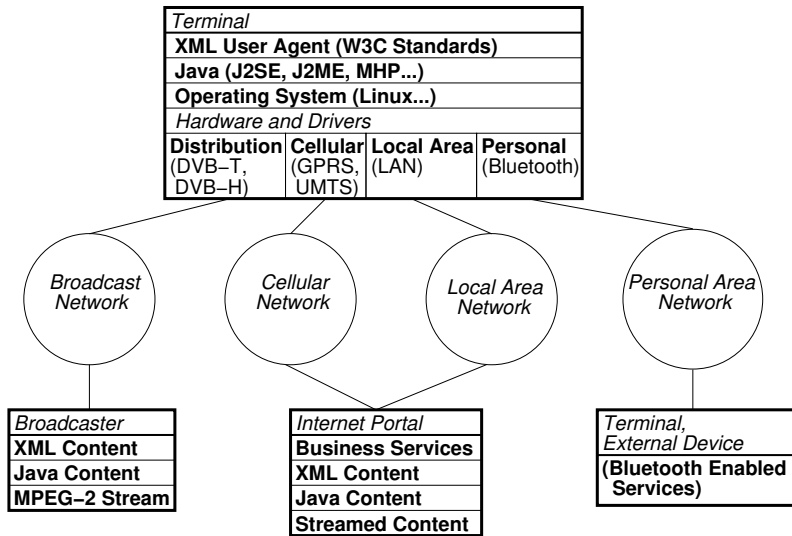 Terminal
XML User Agent (W3C Standards)
Java (J2SE, J2ME, MHP...)
Operating System (Linux...)
Hardware and Drivers
Distribution
(DVB−T,
DVB−H)
Cellular
(GPRS,
UMTS)
Local Area
(LAN)
Personal
(Bluetooth)
Broadcast
Network
Cellular
Network
Local Area
Network
Personal Area
Network
Broadcaster
XML Content
Java Content
MPEG−2 Stream
Internet Portal
Business Services
XML Content
Java Content
Streamed Content
Terminal,
External Device
(Bluetooth Enabled
Services)